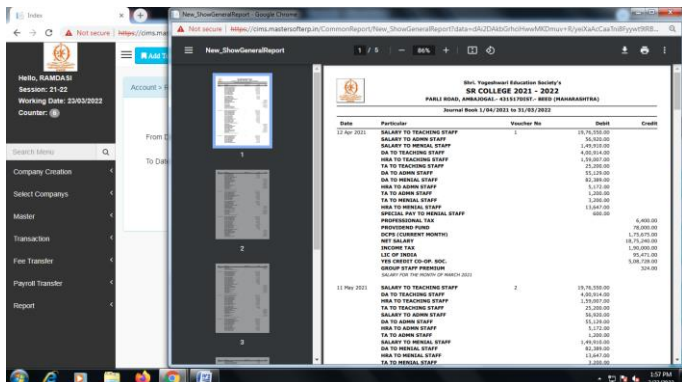 Index
New_ShowGeneralReport - Google Chrome
Not secure | https://cims.ma
Not secure | https://cims.mastersofterp.in/CommonReport/New_ShowGeneralReport?data=
Hello, RAMDASI
Session: 21-22
Working Date: 23/03/2022
Counter:
Search Menu
Company Creation
Select Companys
Master
Transaction
Fee Transfer
Payroll Transfer
Report
Add T
Account >
From D
To Date
New_ShowGeneralReport
1 / 5
86%
1
2
3
Shri. Yogeshwari Education Society's
SR COLLEGE 2021 - 2022
PARLI ROAD, AMBAJOGAI.- 431517DIST.- BEED (MAHARASHTRA)
Journal Book 1/04/2021 to 31/03/2022
Date Particular Voucher No Debit Credit
12 Apr 2021 SALARY TO TEACHING STAFF 1 19,76,550.00
SALARY TO ADMN STAFF 56,920.00
SALARY TO MENIAL STAFF 1,49,910.00
DA TO TEACHING STAFF 4,00,914.00
HRA TO TEACHING STAFF 1,59,007.00
TA TO TEACHING STAFF 25,200.00
DA TO ADMN STAFF 55,129.00
DA TO MENIAL STAFF 82,389.00
HRA TO ADMN STAFF 5,172.00
TA TO ADMN STAFF 1,200.00
TA TO MENIAL STAFF 3,200.00
HRA TO MENIAL STAFF 13,647.00
SPECIAL PAY TO MENIAL STAFF 600.00
PROFESSIONAL TAX 6,400.00
PROVIDEND FUND 78,000.00
DCPS (CURRENT MONTH) 1,75,675.00
NET SALARY 18,73,240.00
INCOME TAX 1,90,000.00
LIC OF INDIA 95,471.00
YES CREDIT CO-OP. SOC. 5,08,728.00
GROUP STAFF PREMIUM 324.00
SALARY FOR THE MONTH OF MARCH 2021
11 May 2021 SALARY TO TEACHING STAFF 2 19,76,550.00
DA TO TEACHING STAFF 4,00,914.00
HRA TO TEACHING STAFF 1,59,007.00
TA TO TEACHING STAFF 25,200.00
SALARY TO ADMN STAFF 56,920.00
DA TO ADMN STAFF 55,129.00
HRA TO ADMN STAFF 5,172.00
TA TO ADMN STAFF 1,200.00
SALARY TO MENIAL STAFF 1,49,910.00
DA TO MENIAL STAFF 82,389.00
HRA TO MENIAL STAFF 13,647.00
TA TO MENIAL STAFF 3,200.00
1:57 PM